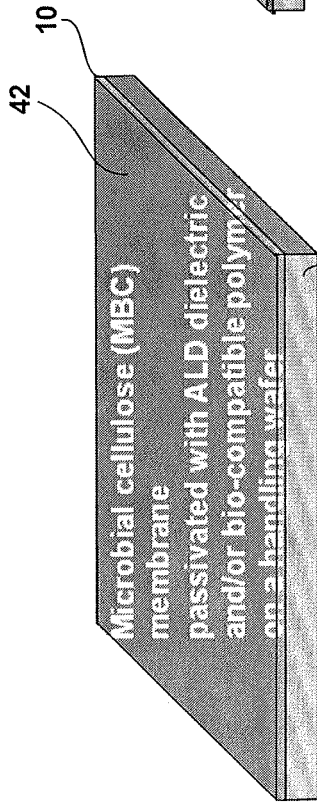 10
42
Microbial cellulose (MBC)
membrane
passivated with ALD dielectric
and/or bio-compatible polymer
on a handling wafer